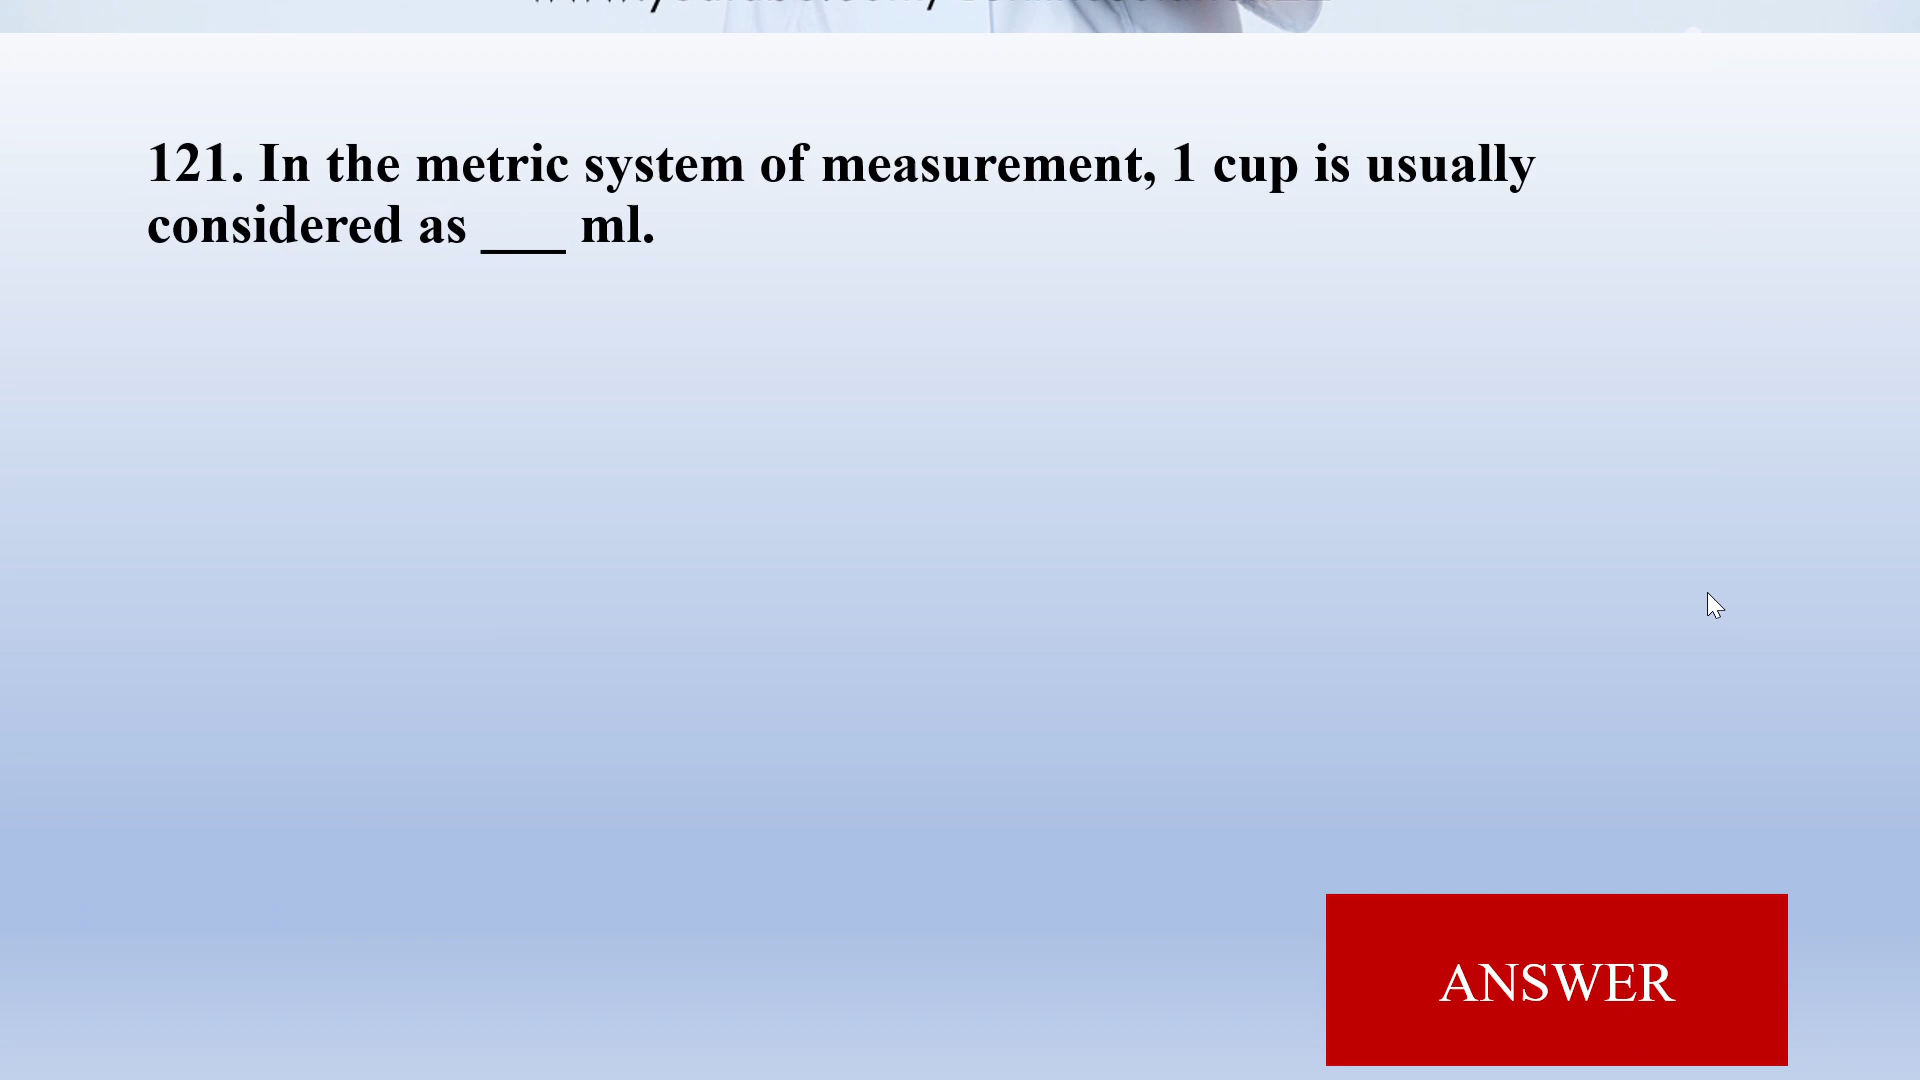 121. In the metric system of measurement, 1 cup is usually
considered as ___ ml.
ANSWER